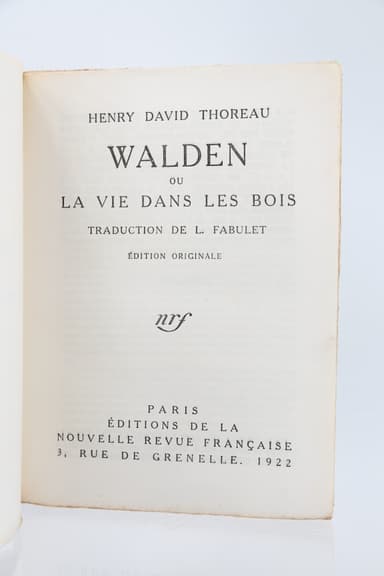 HENRY DAVID THOREAU
WALDEN
OU
LA VIE DANS LES BOIS
TRADUCTION DE L. FABULET
ÉDITION ORIGINALE
nrf
PARIS
ÉDITIONS DE LA
NOUVELLE REVUE FRANÇAISE
3, RUE DE GRENELLE. 1922